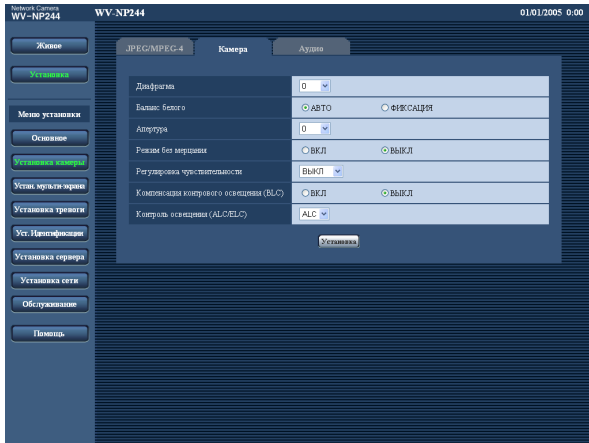 Network Camera
WV-NP244
WV-NP244
01/01/2005 0:00
Живое
Установка
Меню установки
Основное
Установка камеры
Устан. мульти-экрана
Установка тревоги
Уст. Идентификации
Установка сервера
Установка сети
Обслуживание
Помощь
JPEG/MPEG-4
Камера
Аудио
Диафрагма 0
Баланс белого АВТО ФИКСАЦИЯ
Апертура 0
Режим без мерцания ВКЛ ВЫКЛ
Регулировка чувствительности ВЫКЛ
Компенсация контрового освещения (BLC) ВКЛ ВЫКЛ
Контроль освещения (ALC/ELC) ALC
Установка